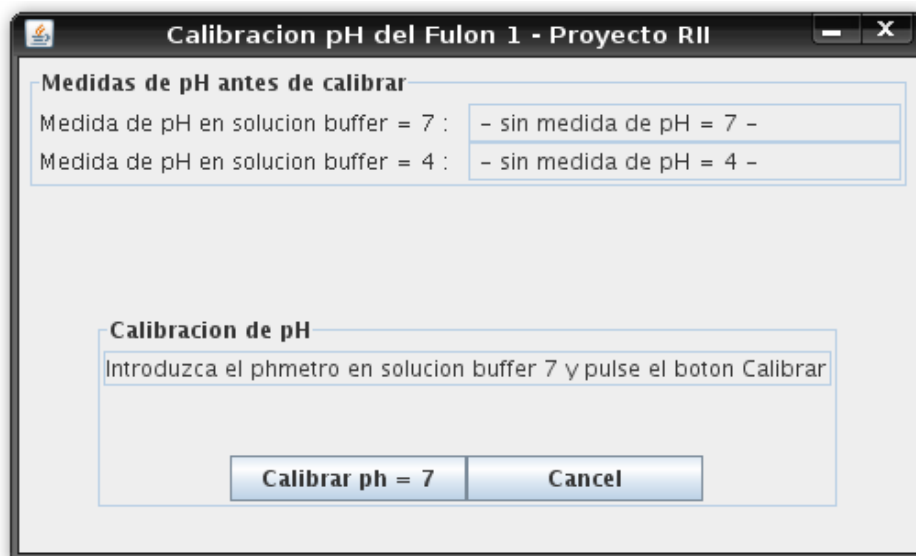 Calibracion pH del Fulon 1 - Proyecto RII
Medidas de pH antes de calibrar
Medida de pH en solucion buffer = 7 : - sin medida de pH = 7 -
Medida de pH en solucion buffer = 4 : - sin medida de pH = 4 -
Calibracion de pH
Introduzca el phmetro en solucion buffer 7 y pulse el boton Calibrar
Calibrar ph = 7 Cancel